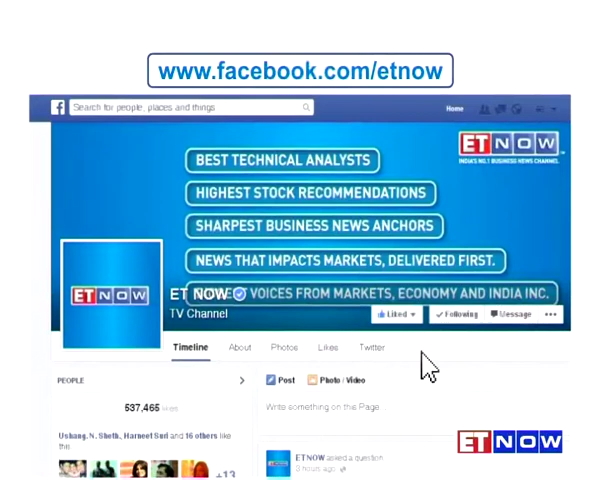 www.facebook.com/etnow
Search for people, places and things
Home
ET NOW
INDIA'S NO.1 BUSINESS NEWS CHANNEL
BEST TECHNICAL ANALYSTS
HIGHEST STOCK RECOMMENDATIONS
SHARPEST BUSINESS NEWS ANCHORS
NEWS THAT IMPACTS MARKETS, DELIVERED FIRST.
VOICES FROM MARKETS, ECONOMY AND INDIA INC.
ET NOW
ET NOW
TV Channel
Liked
Following
Message
Timeline About Photos Likes Twitter
PEOPLE
537,465 likes
Ushang. N. Sheth, Harneet Sud and 16 others like
this
+13
Post Photo / Video
Write something on this Page...
ETNOW asked a question
3 hours ago
ET NOW